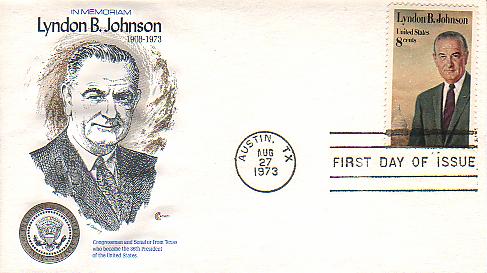 IN MEMORIAM
Lyndon B. Johnson
1908-1973
Lyndon B. Johnson
United States
8 cents
AUSTIN, TX
AUG
27
1973
FIRST DAY OF ISSUE
Congressman and Senator from Texas
who became the 36th President
of the United States.